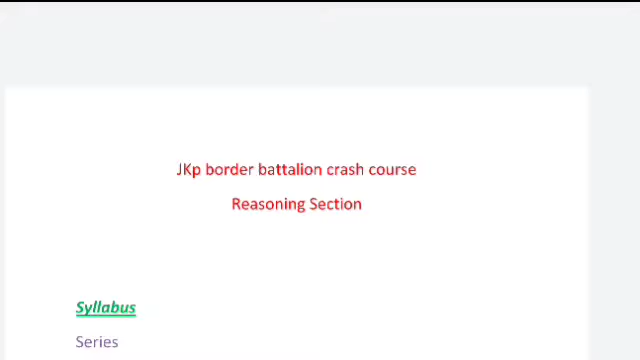 JKp border battalion crash course
Reasoning Section
Syllabus
Series